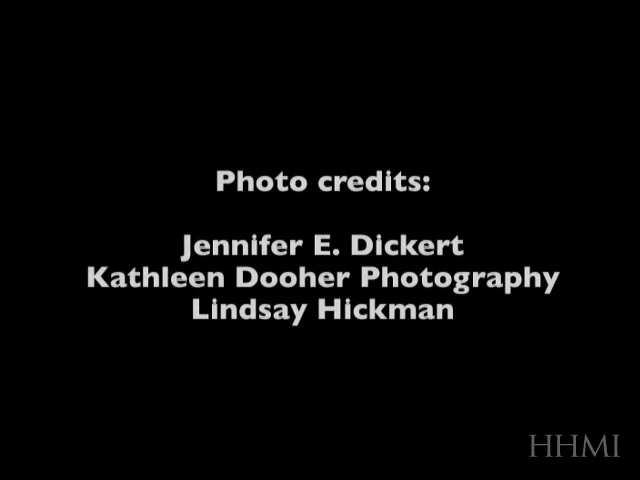 Photo credits:
Jennifer E. Dickert
Kathleen Dooher Photography
Lindsay Hickman
HHMI